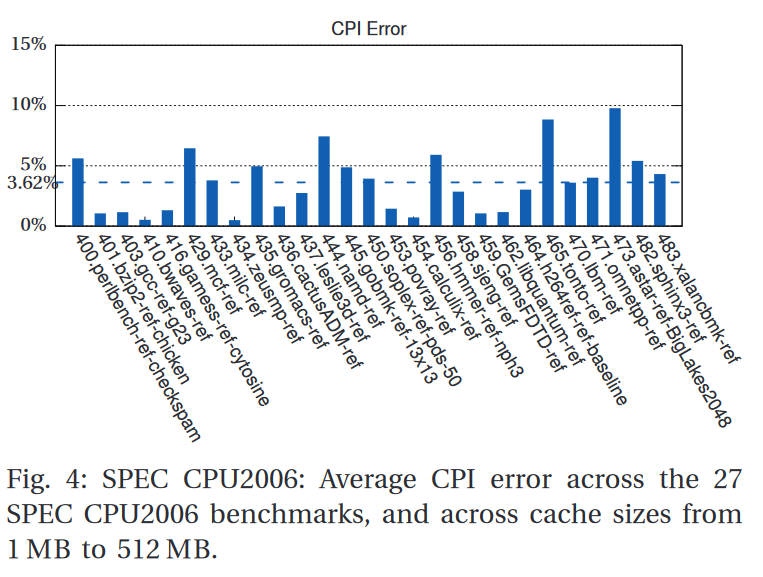 CPI Error
15%
10%
5%
3.62%
0%
400.perlbench-ref-checkspam
401.bzip2-ref-chicken
403.gcc-ref-g23
410.bwaves-ref
416.gamess-ref-cytosine
429.mcf-ref
433.milc-ref
434.zeusmp-ref
435.gromacs-ref
436.cactusADM-ref
437.leslie3d-ref
444.namd-ref
445.gobmk-ref-13x13
450.soplex-ref-pds-50
453.povray-ref
454.calculix-ref
456.hmmer-ref-nph3
458.sjeng-ref
459.GemsFDTD-ref
462.libquantum-ref
464.h264ref-ref-baseline
465.tonto-ref
470.lbm-ref
471.omnetpp-ref
473.astar-ref-BigLakes2048
482.sphinx3-ref
483.xalancbmk-ref
Fig. 4: SPEC CPU2006: Average CPI error across the 27
SPEC CPU2006 benchmarks, and across cache sizes from
1 MB to 512 MB.